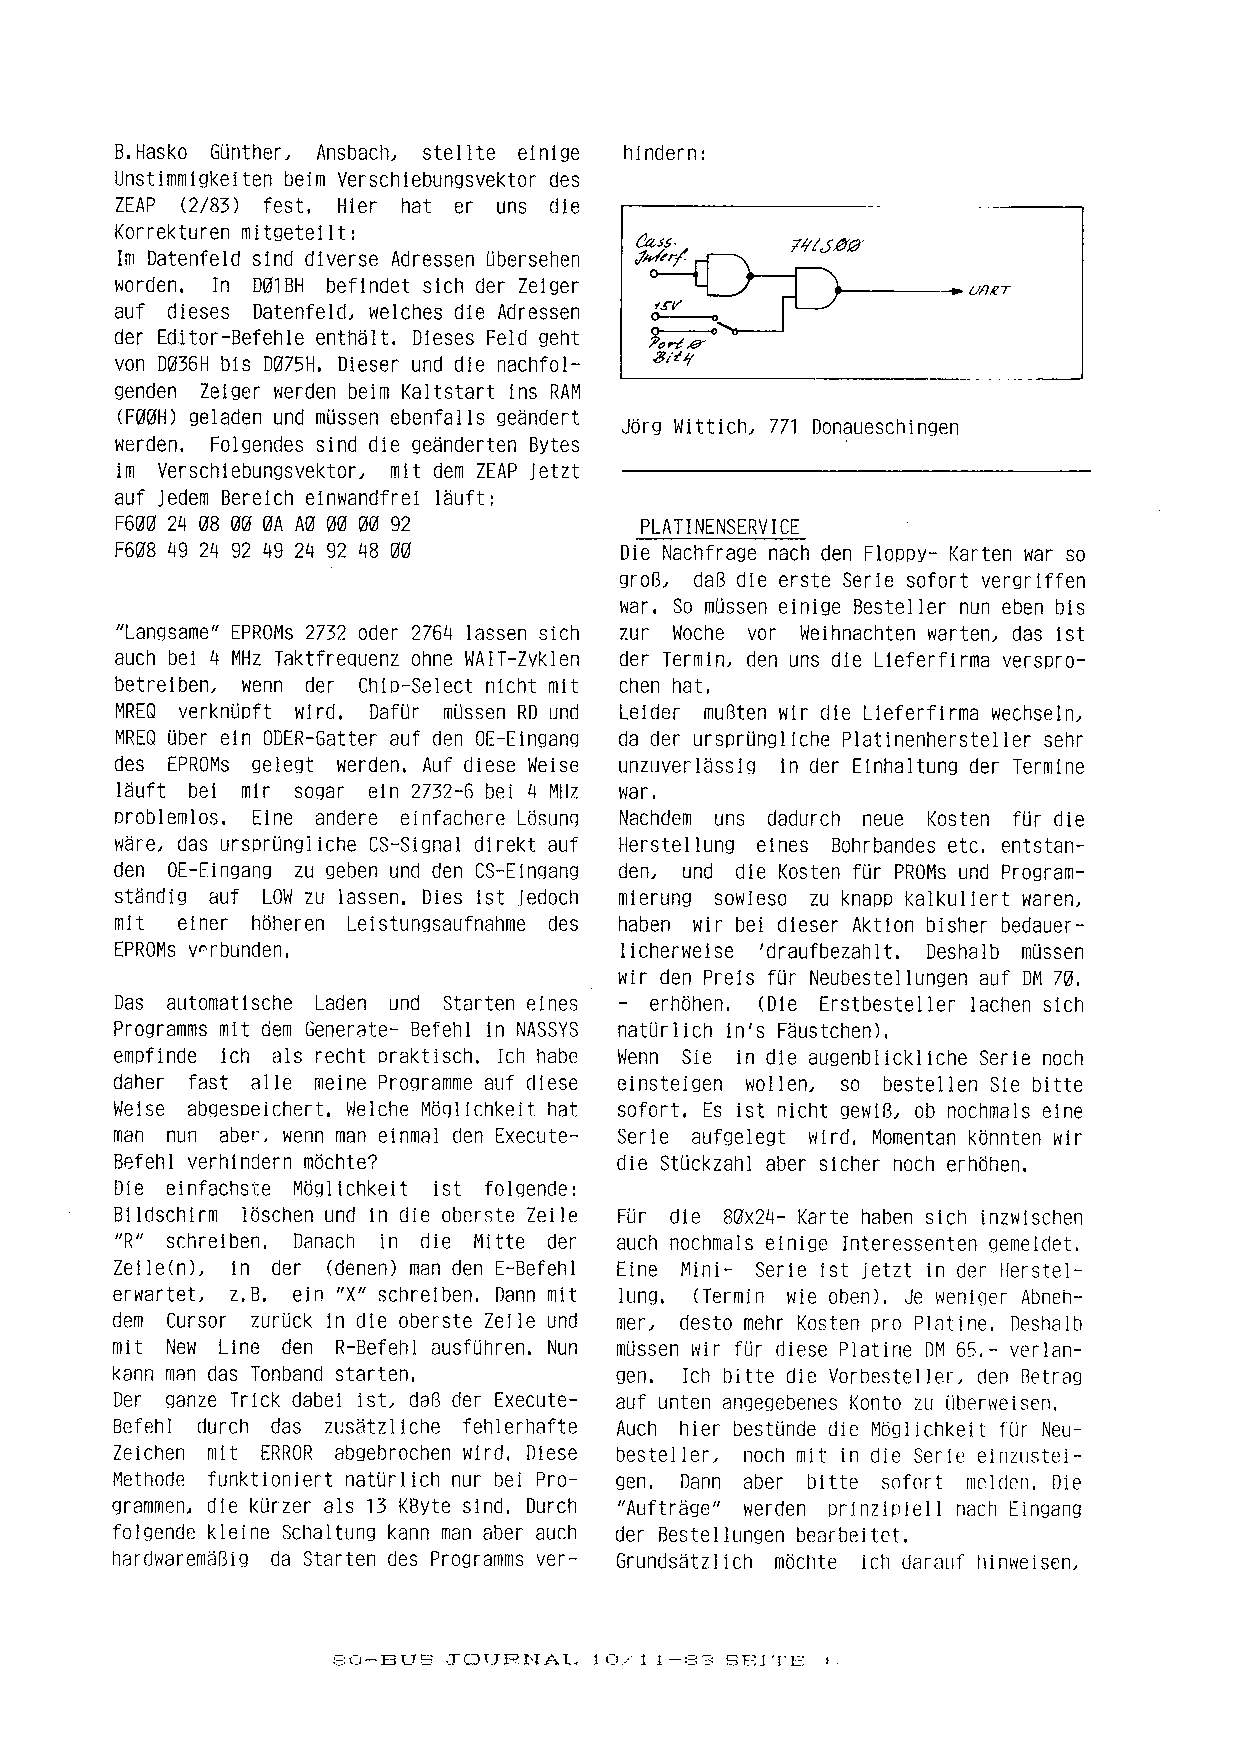 B.Hasko Günther, Ansbach, stellte einige
Unstimmigkeiten beim Verschiebungsvektor des
ZEAP (2/83) fest. Hier hat er uns die
Korrekturen mitgeteilt:
Im Datenfeld sind diverse Adressen übersehen
worden. In DØ1BH befindet sich der Zeiger
auf dieses Datenfeld, welches die Adressen
der Editor-Befehle enthält. Dieses Feld geht
von DØ36H bis DØ75H. Dieser und die nachfol-
genden Zeiger werden beim Kaltstart ins RAM
(FØØH) geladen und müssen ebenfalls geändert
werden. Folgendes sind die geänderten Bytes
im Verschiebungsvektor, mit dem ZEAP jetzt
auf jedem Bereich einwandfrei läuft:
F6ØØ 24 Ø8 ØØ ØA AØ ØØ ØØ 92
F6Ø8 49 24 92 49 24 92 48 ØØ
"Langsame" EPROMs 2732 oder 2764 lassen sich
auch bei 4 MHz Taktfrequenz ohne WAIT-Zyklen
betreiben, wenn der Chip-Select nicht mit
MREQ verknüpft wird. Dafür müssen RD und
MREQ über ein ODER-Gatter auf den OE-Eingang
des EPROMs gelegt werden. Auf diese Weise
läuft bei mir sogar ein 2732-6 bei 4 MHz
problemlos. Eine andere einfachere Lösung
wäre, das ursprüngliche CS-Signal direkt auf
den OE-Eingang zu geben und den CS-Eingang
ständig auf LOW zu lassen. Dies ist jedoch
mit einer höheren Leistungsaufnahme des
EPROMs verbunden.
Das automatische Laden und Starten eines
Programms mit dem Generate- Befehl in NASSYS
empfinde ich als recht praktisch. Ich habe
daher fast alle meine Programme auf diese
Weise abgespeichert. Welche Möglichkeit hat
man nun aber, wenn man einmal den Execute-
Befehl verhindern möchte?
Die einfachste Möglichkeit ist folgende:
Bildschirm löschen und in die oberste Zeile
"R" schreiben. Danach in die Mitte der
Zeile(n), in der (denen) man den E-Befehl
erwartet, z.B. ein "X" schreiben. Dann mit
dem Cursor zurück in die oberste Zeile und
mit New Line den R-Befehl ausführen. Nun
kann man das Tonband starten.
Der ganze Trick dabei ist, daß der Execute-
Befehl durch das zusätzliche fehlerhafte
Zeichen mit ERROR abgebrochen wird. Diese
Methode funktioniert natürlich nur bei Pro-
grammen, die kürzer als 13 KByte sind. Durch
folgende kleine Schaltung kann man aber auch
hardwaremäßig da Starten des Programms ver-
hindern:
Cass.
Interf.
74LSØØ
UART
Port Ø
Bit 4
Jörg Wittich, 771 Donaueschingen
PLATINENSERVICE
Die Nachfrage nach den Floppy- Karten war so
groß, daß die erste Serie sofort vergriffen
war. So müssen einige Besteller nun eben bis
zur Woche vor Weihnachten warten, das ist
der Termin, den uns die Lieferfirma verspro-
chen hat.
Leider mußten wir die Lieferfirma wechseln,
da der ursprüngliche Platinenhersteller sehr
unzuverlässig in der Einhaltung der Termine
war.
Nachdem uns dadurch neue Kosten für die
Herstellung eines Bohrbandes etc. entstan-
den, und die Kosten für PROMs und Program-
mierung sowieso zu knapp kalkuliert waren,
haben wir bei dieser Aktion bisher bedauer-
licherweise 'draufbezahlt. Deshalb müssen
wir den Preis für Neubestellungen auf DM 7Ø.
- erhöhen. (Die Erstbesteller lachen sich
natürlich in's Fäustchen).
Wenn Sie in die augenblickliche Serie noch
einsteigen wollen, so bestellen Sie bitte
sofort. Es ist nicht gewiß, ob nochmals eine
Serie aufgelegt wird. Momentan könnten wir
die Stückzahl aber sicher noch erhöhen.
Für die 8Øx24- Karte haben sich inzwischen
auch nochmals einige Interessenten gemeldet.
Eine Mini- Serie ist jetzt in der Herstel-
lung. (Termin wie oben). Je weniger Abneh-
mer, desto mehr Kosten pro Platine. Deshalb
müssen wir für diese Platine DM 65.- verlan-
gen. Ich bitte die Vorbesteller, den Betrag
auf unten angegebenes Konto zu überweisen.
Auch hier bestünde die Möglichkeit für Neu-
besteller, noch mit in die Serie einzustei-
gen. Dann aber bitte sofort melden. Die
"Aufträge" werden prinzipiell nach Eingang
der Bestellungen bearbeitet.
Grundsätzlich möchte ich darauf hinweisen,
80-BUS JOURNAL 10/11-83 SEITE